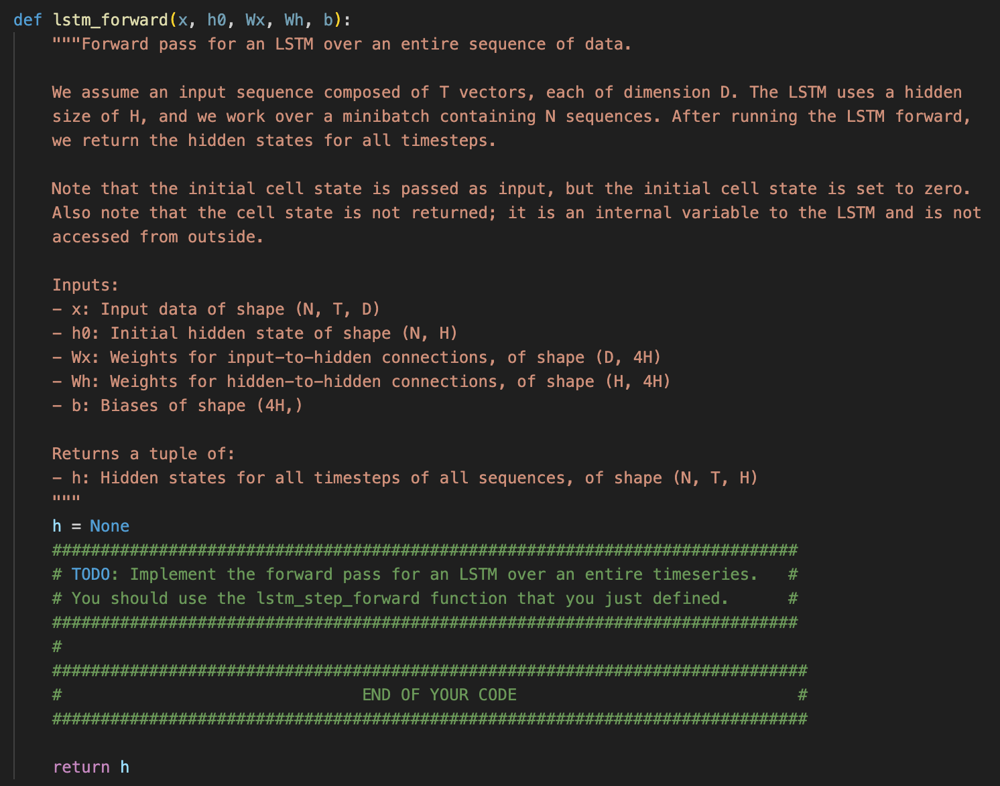 def lstm_forward(x, h0, Wx, Wh, b):
    """Forward pass for an LSTM over an entire sequence of data.

    We assume an input sequence composed of T vectors, each of dimension D. The LSTM uses a hidden
    size of H, and we work over a minibatch containing N sequences. After running the LSTM forward,
    we return the hidden states for all timesteps.

    Note that the initial cell state is passed as input, but the initial cell state is set to zero.
    Also note that the cell state is not returned; it is an internal variable to the LSTM and is not
    accessed from outside.

    Inputs:
    - x: Input data of shape (N, T, D)
    - h0: Initial hidden state of shape (N, H)
    - Wx: Weights for input-to-hidden connections, of shape (D, 4H)
    - Wh: Weights for hidden-to-hidden connections, of shape (H, 4H)
    - b: Biases of shape (4H,)

    Returns a tuple of:
    - h: Hidden states for all timesteps of all sequences, of shape (N, T, H)
    """
    h = None
    #############################################################################
    # TODO: Implement the forward pass for an LSTM over an entire timeseries.   #
    # You should use the lstm_step_forward function that you just defined.      #
    #############################################################################
    #
    ##############################################################################
    #                               END OF YOUR CODE                             #
    ##############################################################################

    return h